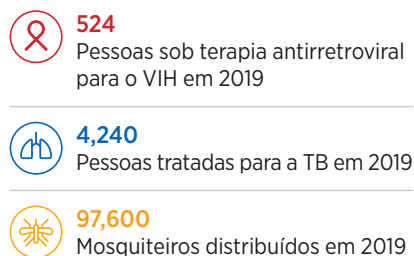 524
Pessoas sob terapia antirretroviral
para o VIH em 2019
4,240
Pessoas tratadas para a TB em 2019
97,600
Mosquiteiros distribuídos em 2019